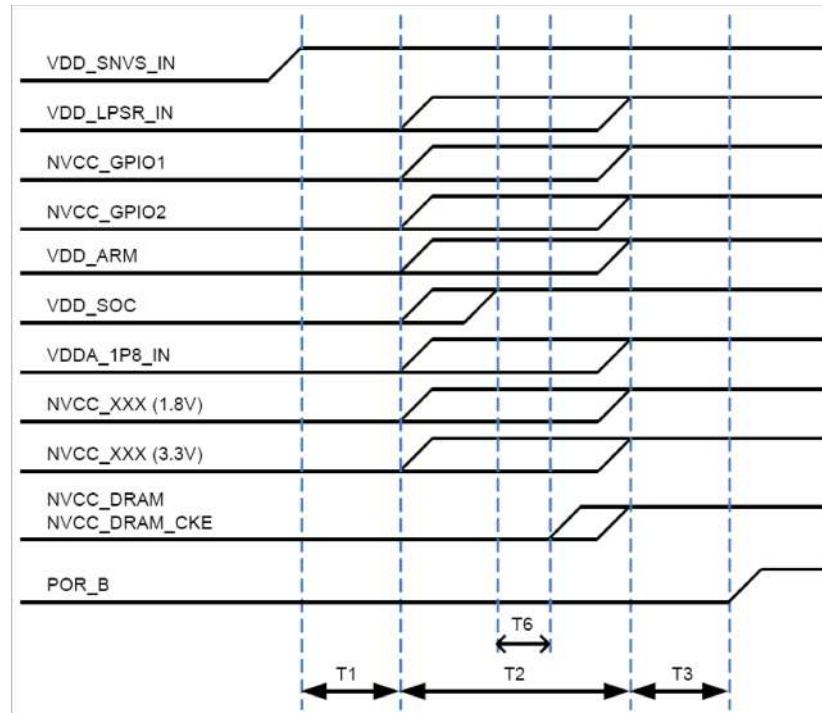 VDD_SNVS_IN
VDD_LPSR_IN
NVCC_GPIO1
NVCC_GPIO2
VDD_ARM
VDD_SOC
VDDA_1P8_IN
NVCC_XXX (1.8V)
NVCC_XXX (3.3V)
NVCC_DRAM
NVCC_DRAM_CKE
POR_B
T6
T1 T2 T3